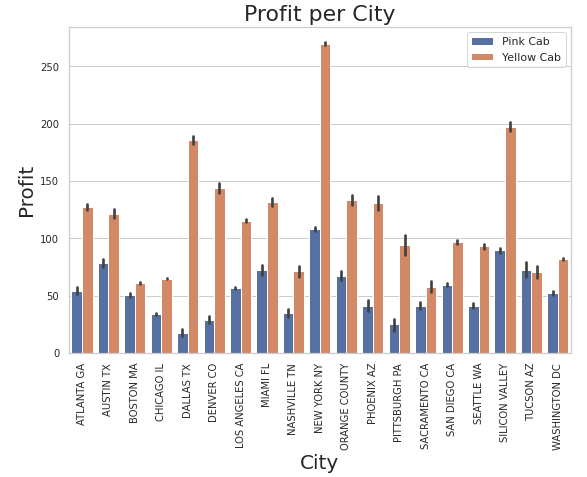 Profit per City
Pink Cab
Yellow Cab
Profit
250
200
150
100
50
0
ATLANTA GA
AUSTIN TX
BOSTON MA
CHICAGO IL
DALLAS TX
DENVER CO
LOS ANGELES CA
MIAMI FL
NASHVILLE TN
NEW YORK NY
ORANGE COUNTY
PHOENIX AZ
PITTSBURGH PA
SACRAMENTO CA
SAN DIEGO CA
SEATTLE WA
SILICON VALLEY
TUCSON AZ
WASHINGTON DC
City